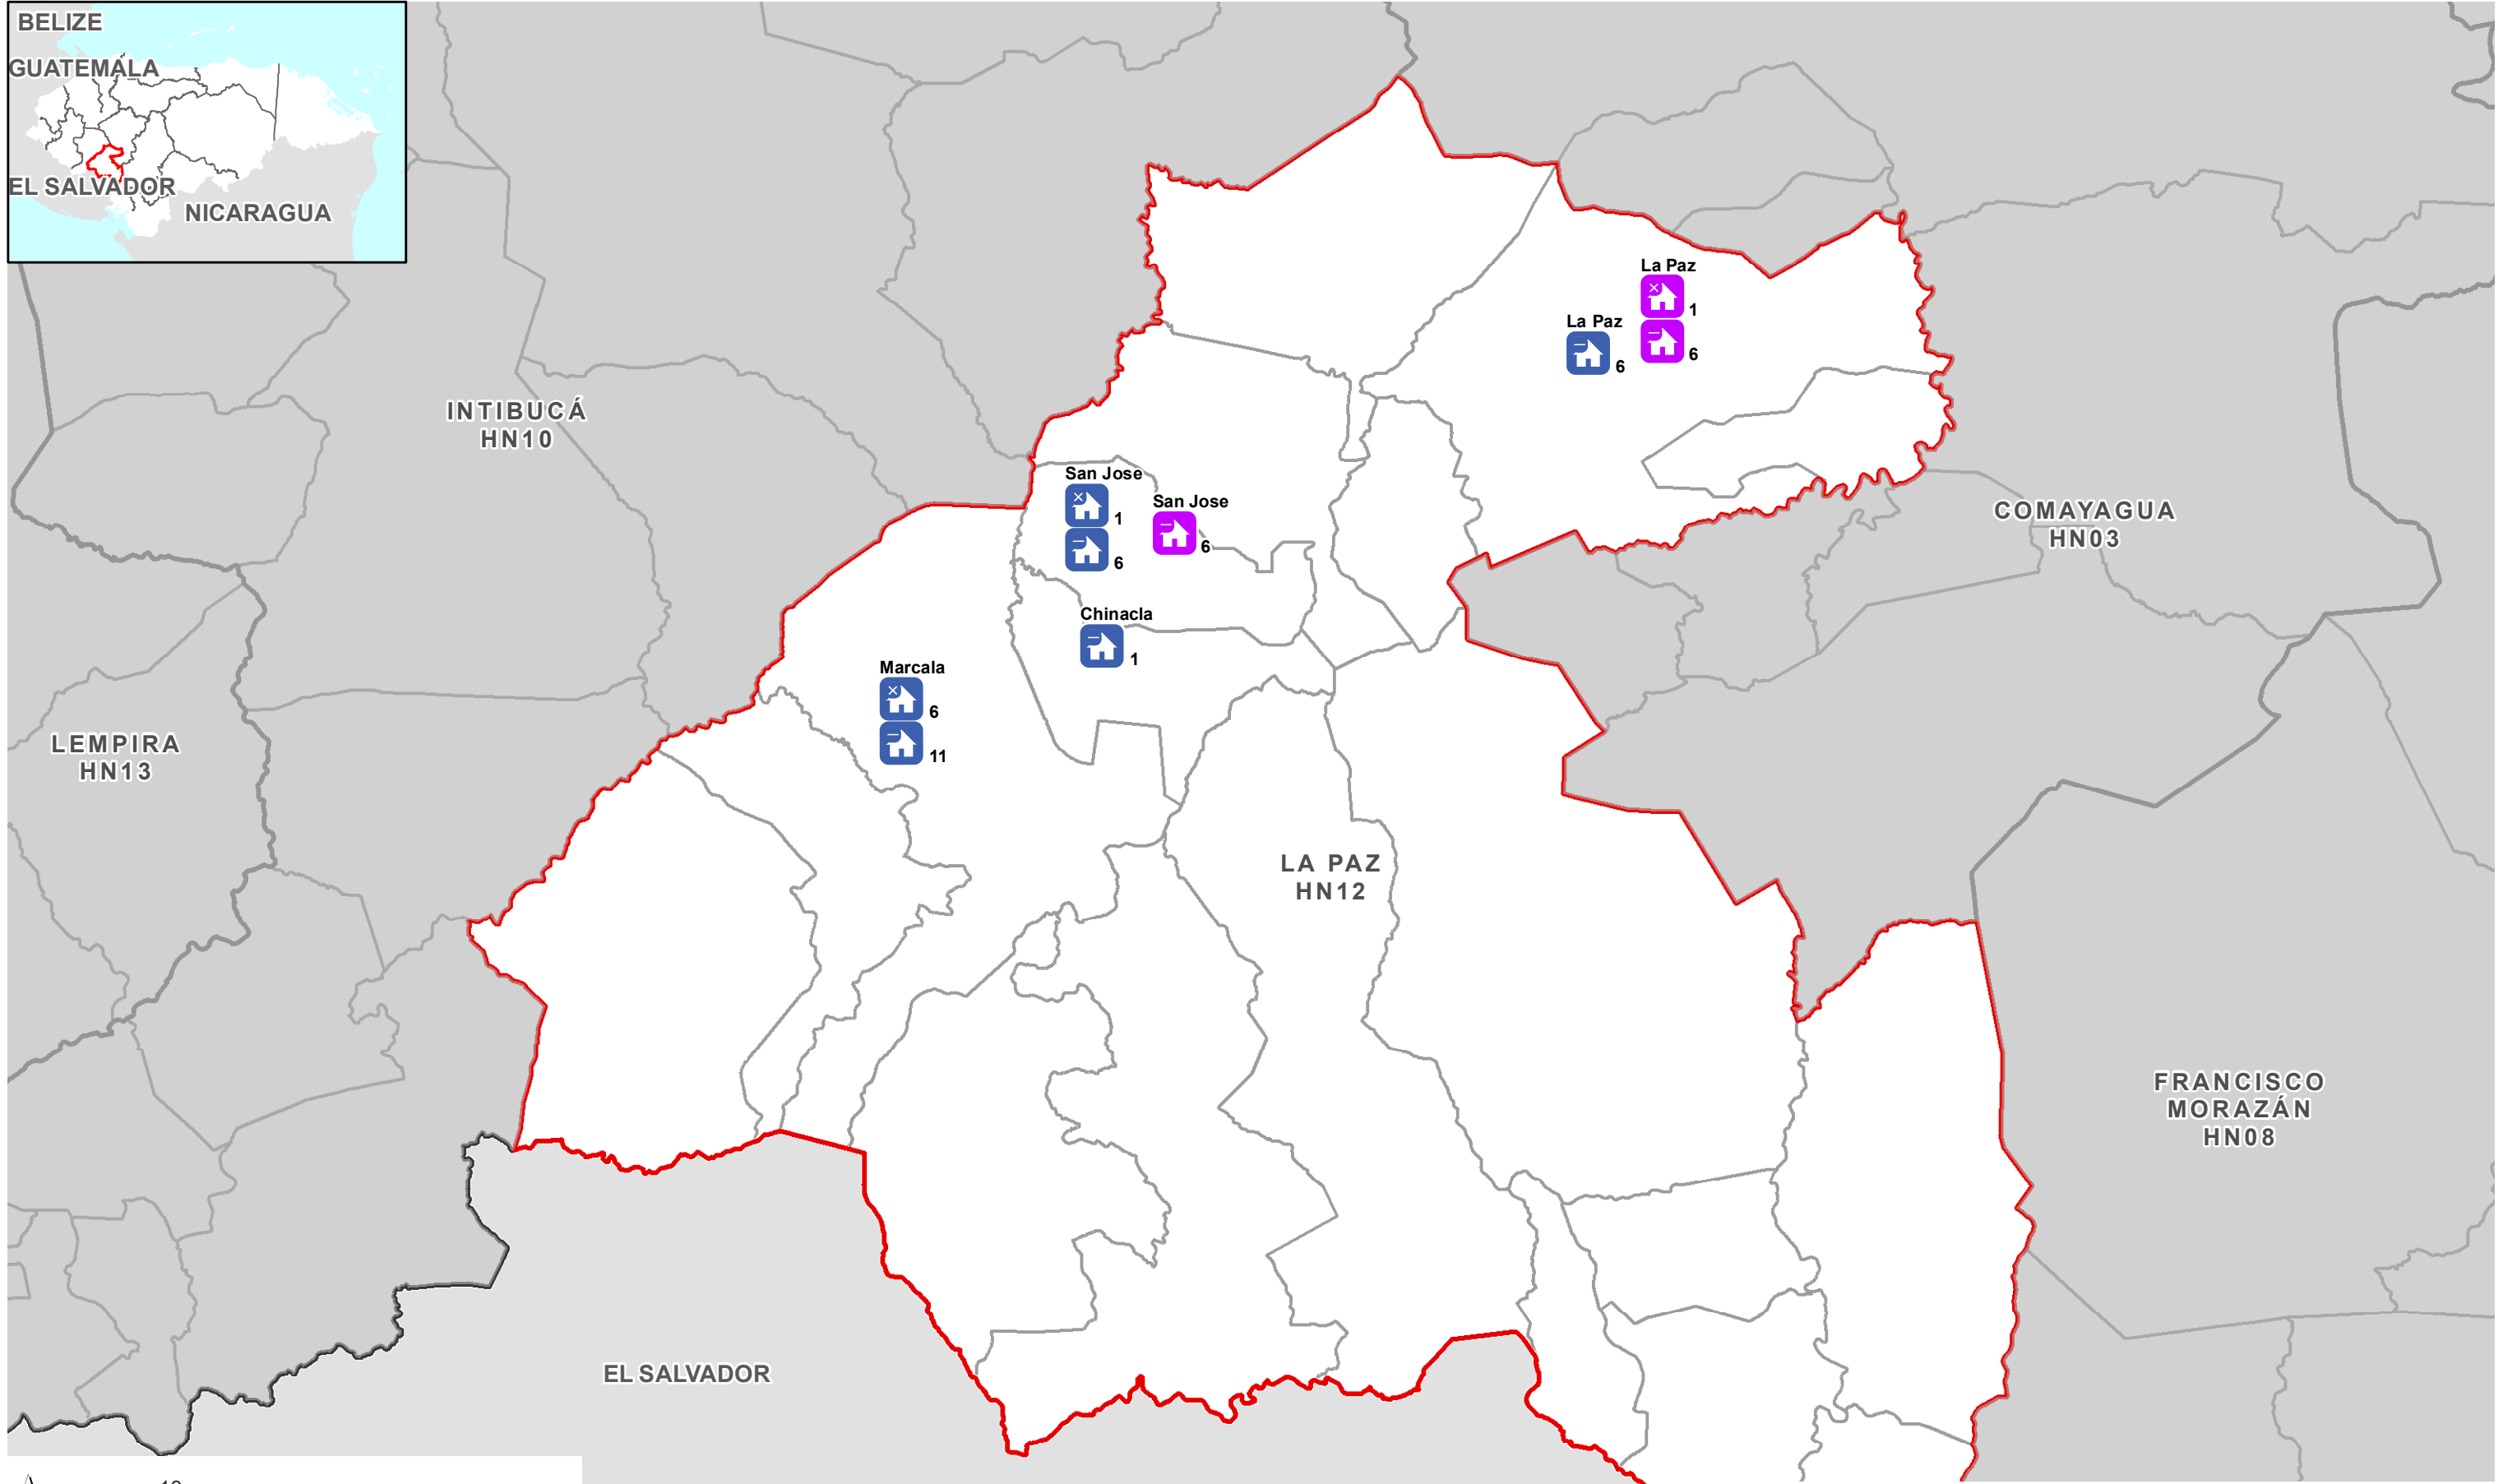 BELIZE
GUATEMALA
EL SALVADOR
NICARAGUA
La Paz
1
6
La Paz
6
INTIBUCÁ
HN10
San Jose
1
6
San Jose
6
COMAYAGUA
HN03
Chinacla
1
Marcala
6
11
LEMPIRA
HN13
LA PAZ
HN12
FRANCISCO
MORAZÁN
HN08
EL SALVADOR